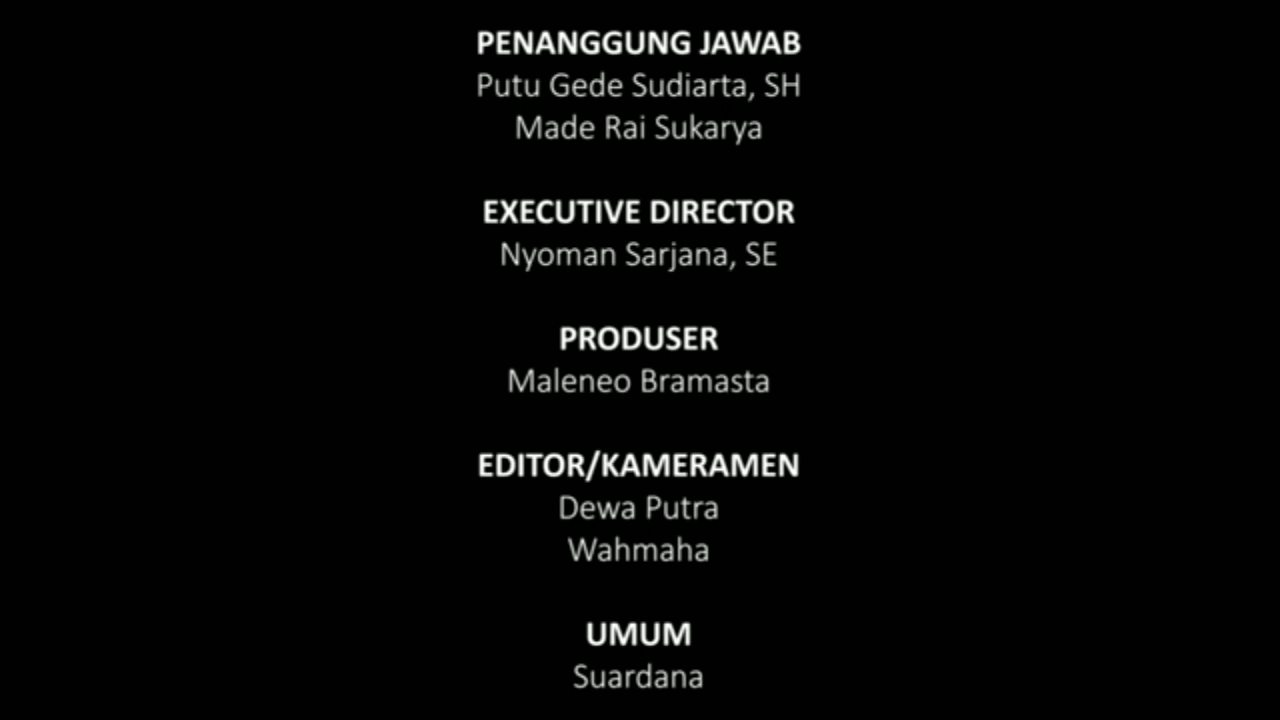 PENANGGUNG JAWAB
Putu Gede Sudiarta, SH
Made Rai Sukarya
EXECUTIVE DIRECTOR
Nyoman Sarjana, SE
PRODUSER
Maleneo Bramasta
EDITOR/KAMERAMEN
Dewa Putra
Wahmaha
UMUM
Suardana